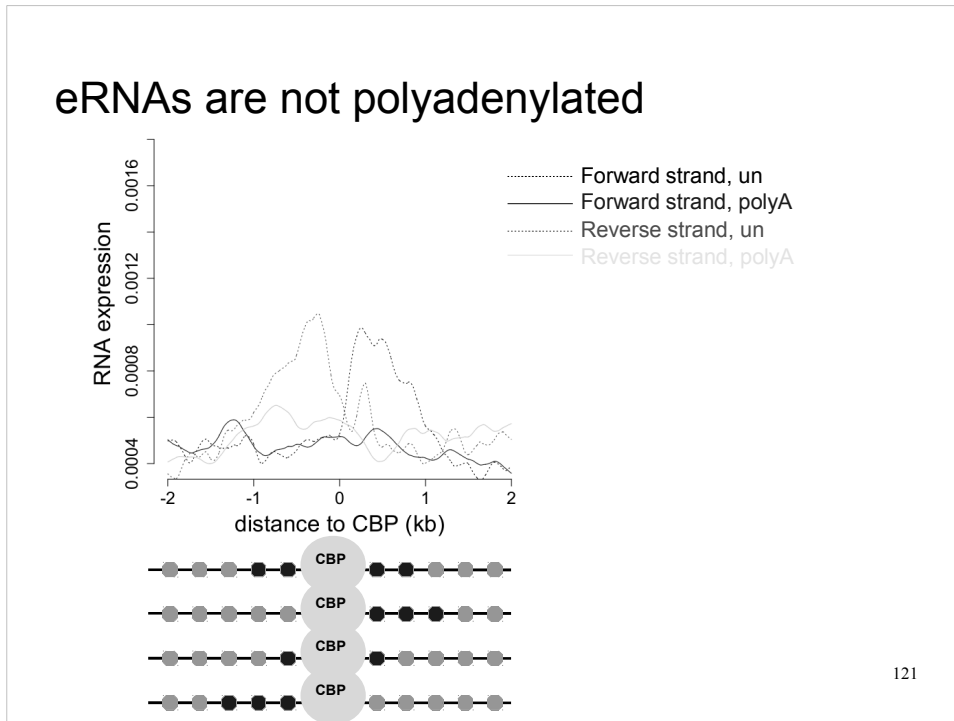 eRNAs are not polyadenylated
0.0016
0.0012
0.0008
0.0004
RNA expression
Forward strand, un
Forward strand, polyA
Reverse strand, un
Reverse strand, polyA
-2 -1 0 1 2
distance to CBP (kb)
CBP
CBP
CBP
CBP
121